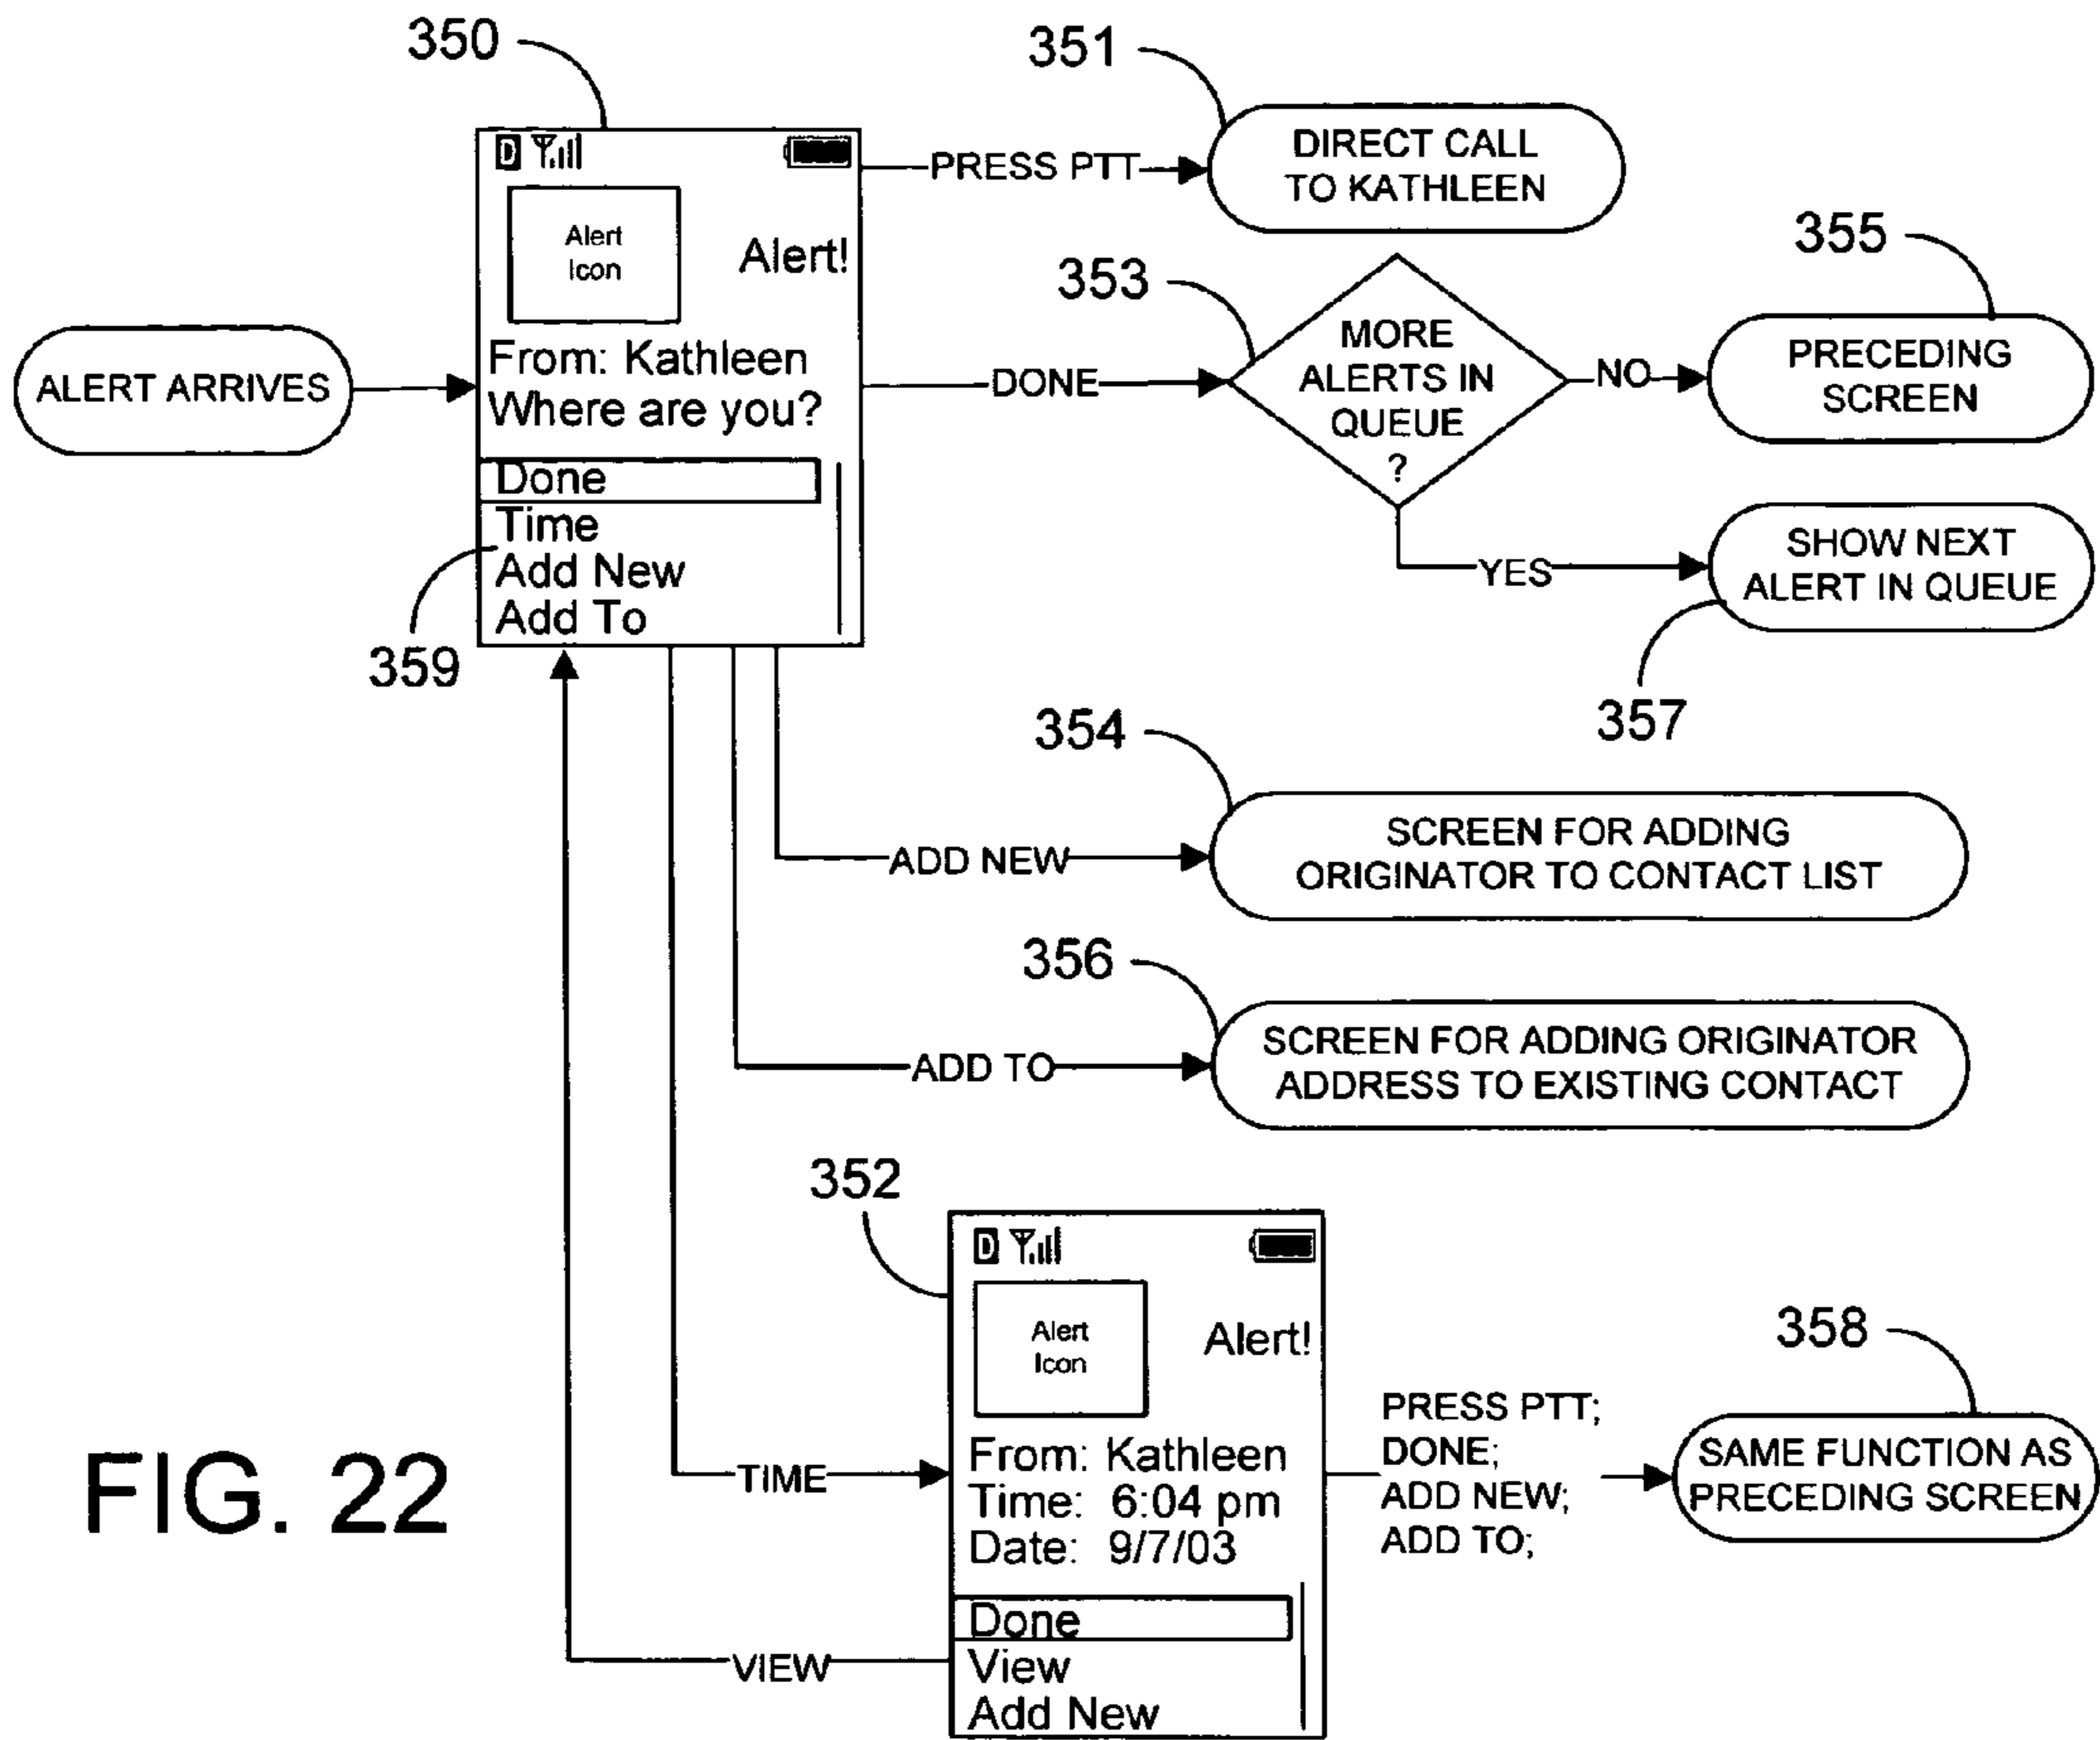 350
351
D
PRESS PTT
DIRECT CALL
TO KATHLEEN
Alert
Icon
Alert!
353
355
ALERT ARRIVES
From: Kathleen
Where are you?
DONE
MORE
ALERTS IN
QUEUE
?
NO
PRECEDING
SCREEN
Done
Time
Add New
Add To
359
YES
SHOW NEXT
ALERT IN QUEUE
357
354
ADD NEW
SCREEN FOR ADDING
ORIGINATOR TO CONTACT LIST
356
ADD TO
SCREEN FOR ADDING ORIGINATOR
ADDRESS TO EXISTING CONTACT
352
D
Alert
Icon
Alert!
358
TIME
From: Kathleen
Time: 6:04 pm
Date: 9/7/03
PRESS PTT;
DONE;
ADD NEW;
ADD TO;
SAME FUNCTION AS
PRECEDING SCREEN
Done
View
Add New
VIEW
FIG. 22